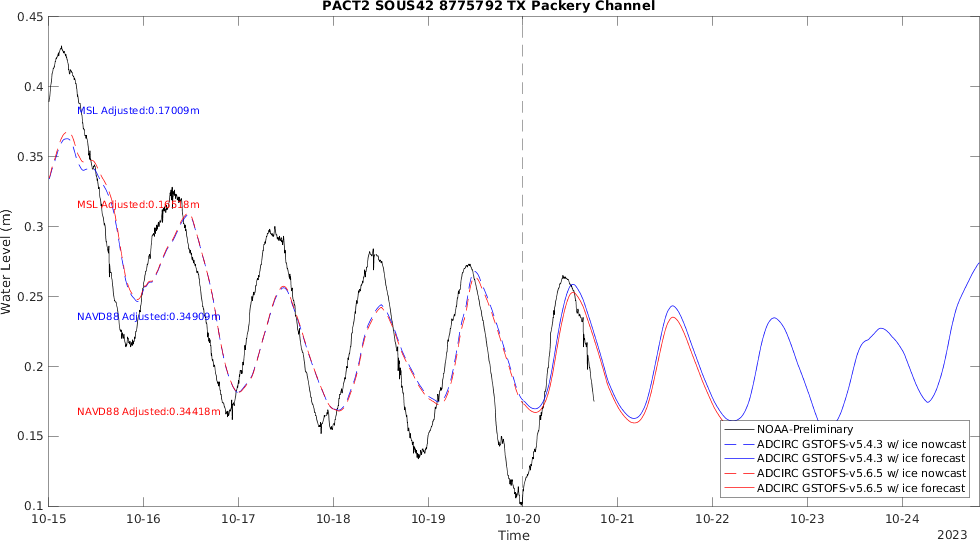 PACT2 SOUS42 8775792 TX Packery Channel
0.45
0.4
0.35
0.3
0.25
0.2
0.15
0.1
Water Level (m)
MSL Adjusted:0.17009m
MSL Adjusted:0.16518m
NAVD88 Adjusted:0.34909m
NAVD88 Adjusted:0.34418m
NOAA-Preliminary
ADCIRC GSTOFS-v5.4.3 w/ ice nowcast
ADCIRC GSTOFS-v5.4.3 w/ ice forecast
ADCIRC GSTOFS-v5.6.5 w/ ice nowcast
ADCIRC GSTOFS-v5.6.5 w/ ice forecast
10-15 10-16 10-17 10-18 10-19 10-20 10-21 10-22 10-23 10-24
Time
2023